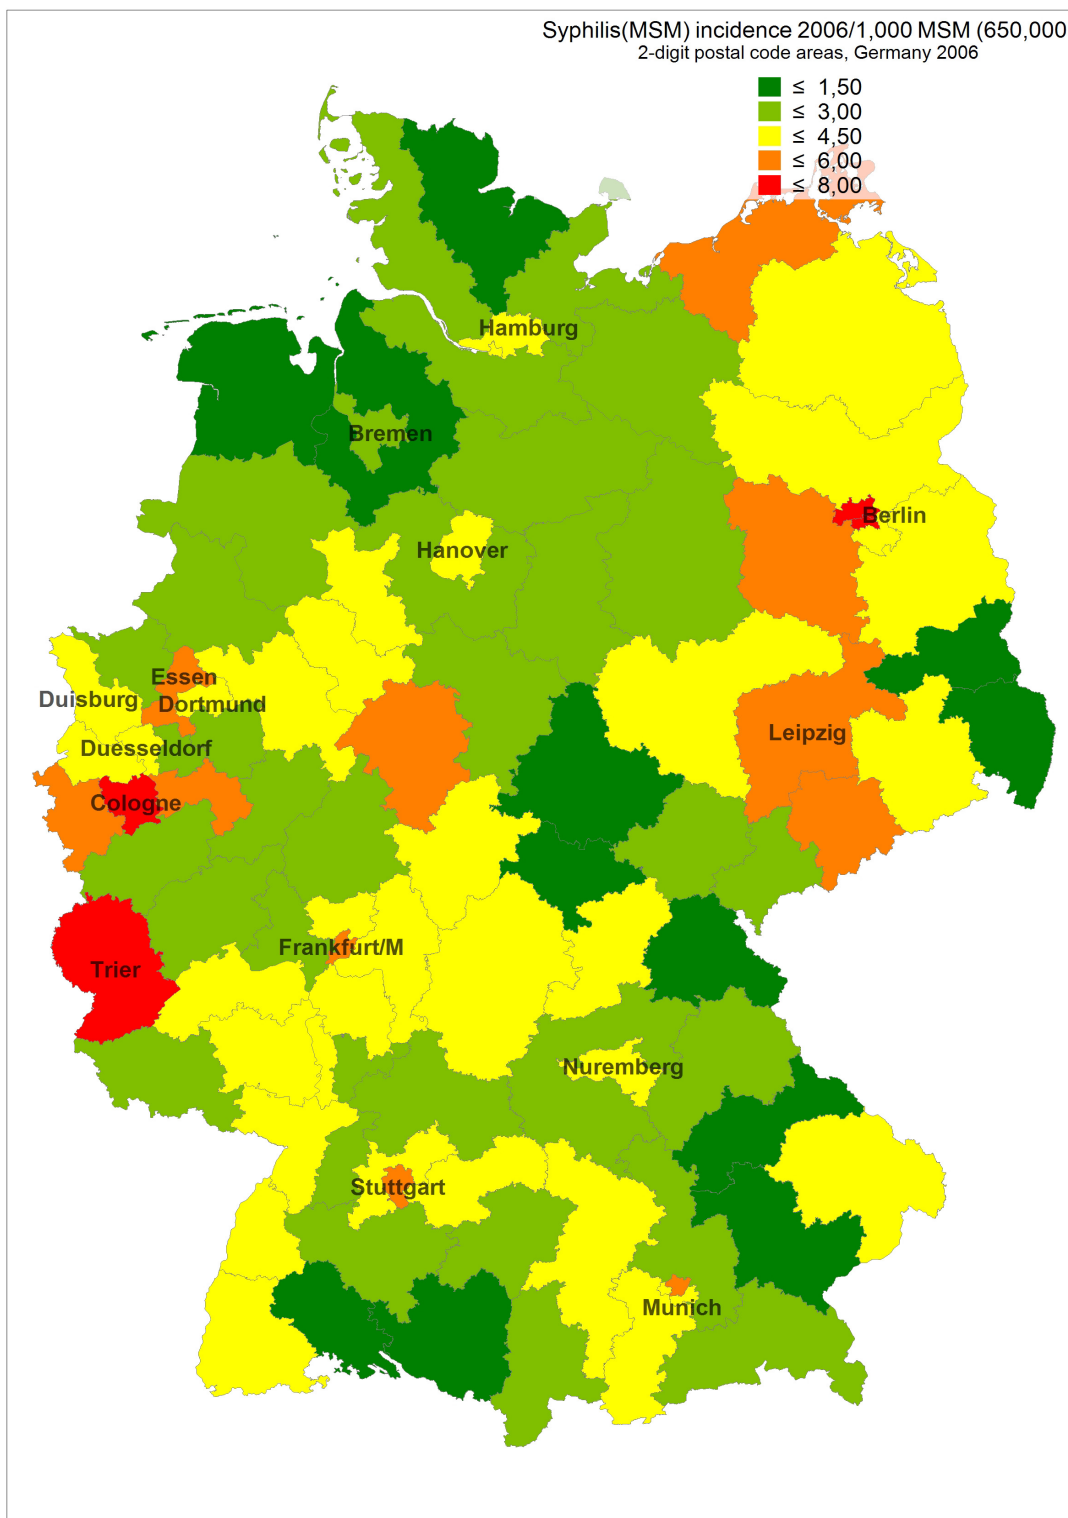 Syphilis(MSM) incidence 2006/1,000 MSM (650,000
2-digit postal code areas, Germany 2006
≤ 1,50
≤ 3,00
≤ 4,50
≤ 6,00
≤ 8,00
Hamburg
Bremen
Berlin
Hanover
Essen
Duisburg
Dortmund
Leipzig
Duesseldorf
Cologne
Frankfurt/M
Trier
Nuremberg
Stuttgart
Munich